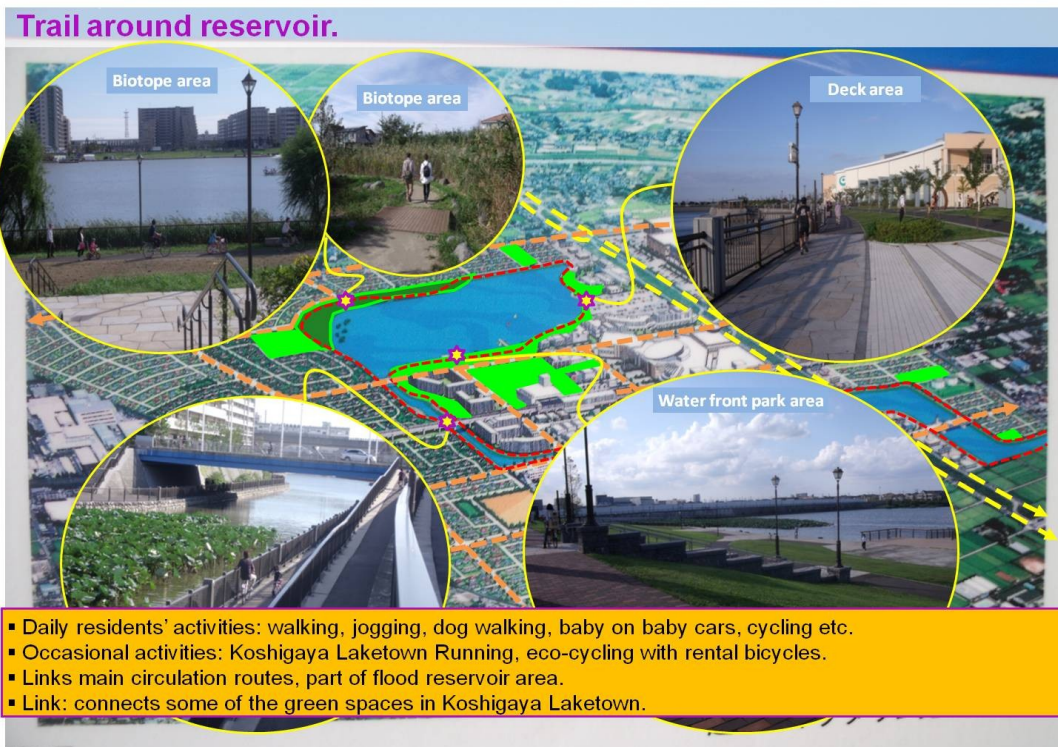 Trail around reservoir.
Biotope area
Biotope area
Deck area
Water front park area
▪ Daily residents’ activities: walking, jogging, dog walking, baby on baby cars, cycling etc.
▪ Occasional activities: Koshigaya Laketown Running, eco-cycling with rental bicycles.
▪ Links main circulation routes, part of flood reservoir area.
▪ Link: connects some of the green spaces in Koshigaya Laketown.